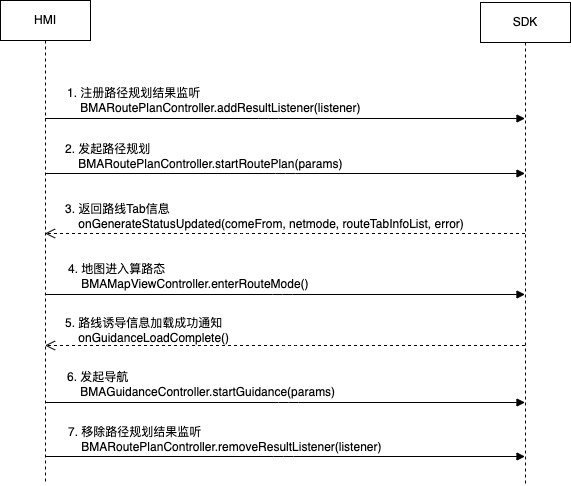 HMI
SDK
1. 注册路径规划结果监听
BMARoutePlanController.addResultListener(listener)
2. 发起路径规划
BMARoutePlanController.startRoutePlan(params)
3. 返回路线Tab信息
onGenerateStatusUpdated(comeFrom, netmode, routeTabInfoList, error)
4. 地图进入算路态
BMAMapViewController.enterRouteMode()
5. 路线诱导信息加载成功通知
onGuidanceLoadComplete()
6. 发起导航
BMAGuidanceController.startGuidance(params)
7. 移除路径规划结果监听
BMARoutePlanController.removeResultListener(listener)